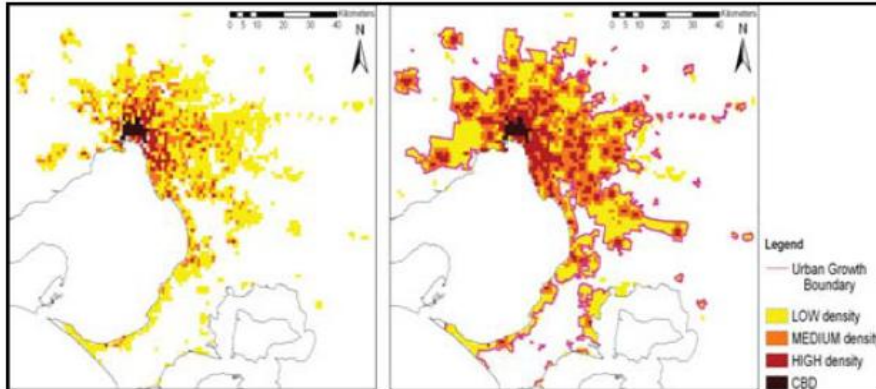 0 5 10 20 30 40
Kilometers
N
0 5 10 20 30 40
Kilometers
N
Legend
Urban Growth
Boundary
LOW density
MEDIUM density
HIGH density
CBD